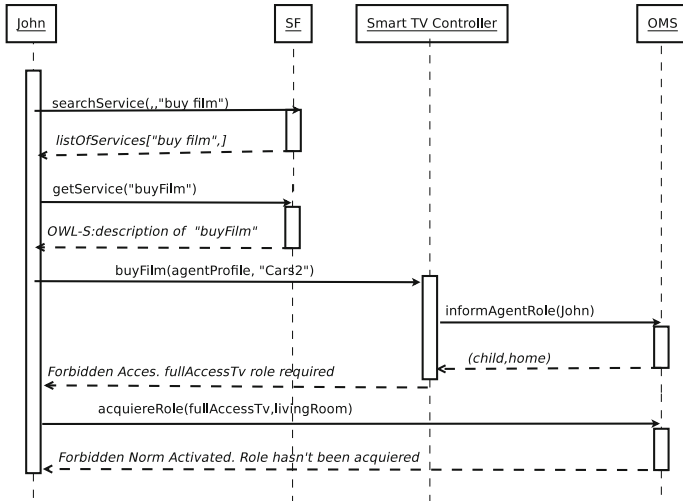 John
SF
Smart TV Controller
OMS
searchService(,,"buy film")
listOfServices["buy film",]
getService("buyFilm")
OWL-S:description of "buyFilm"
buyFilm(agentProfile, "Cars2")
informAgentRole(John)
(child,home)
Forbidden Acces. fullAccessTv role required
acquiereRole(fullAccessTv,livingRoom)
Forbidden Norm Activated. Role hasn't been acquiered